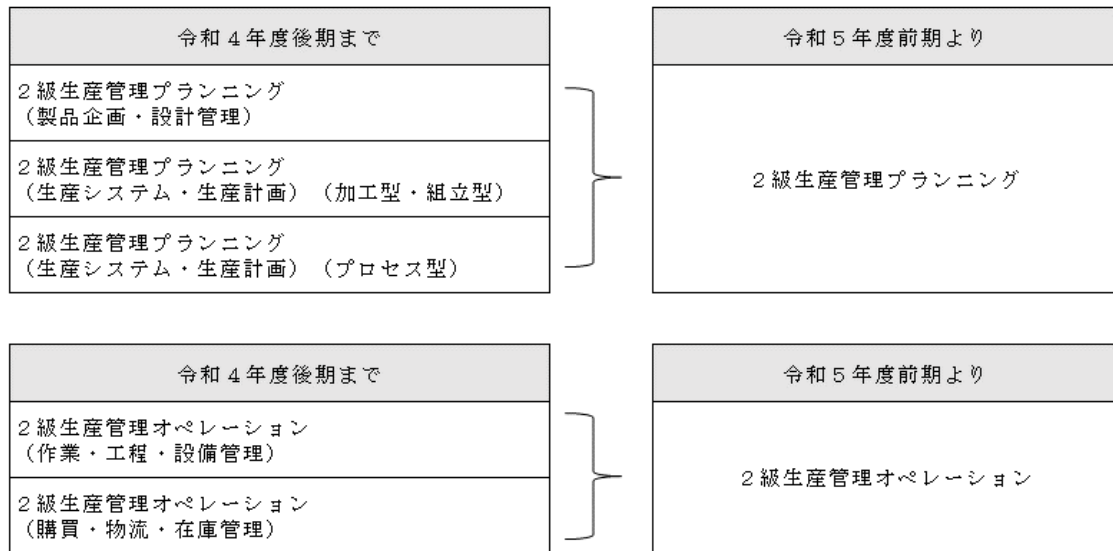 令和4年度後期まで
令和5年度前期より
2級生産管理プランニング
（製品企画・設計管理）
2級生産管理プランニング
（生産システム・生産計画）（加工型・組立型）
2級生産管理プランニング
（生産システム・生産計画）（プロセス型）
2級生産管理プランニング
令和4年度後期まで
令和5年度前期より
2級生産管理オペレーション
（作業・工程・設備管理）
2級生産管理オペレーション
（購買・物流・在庫管理）
2級生産管理オペレーション